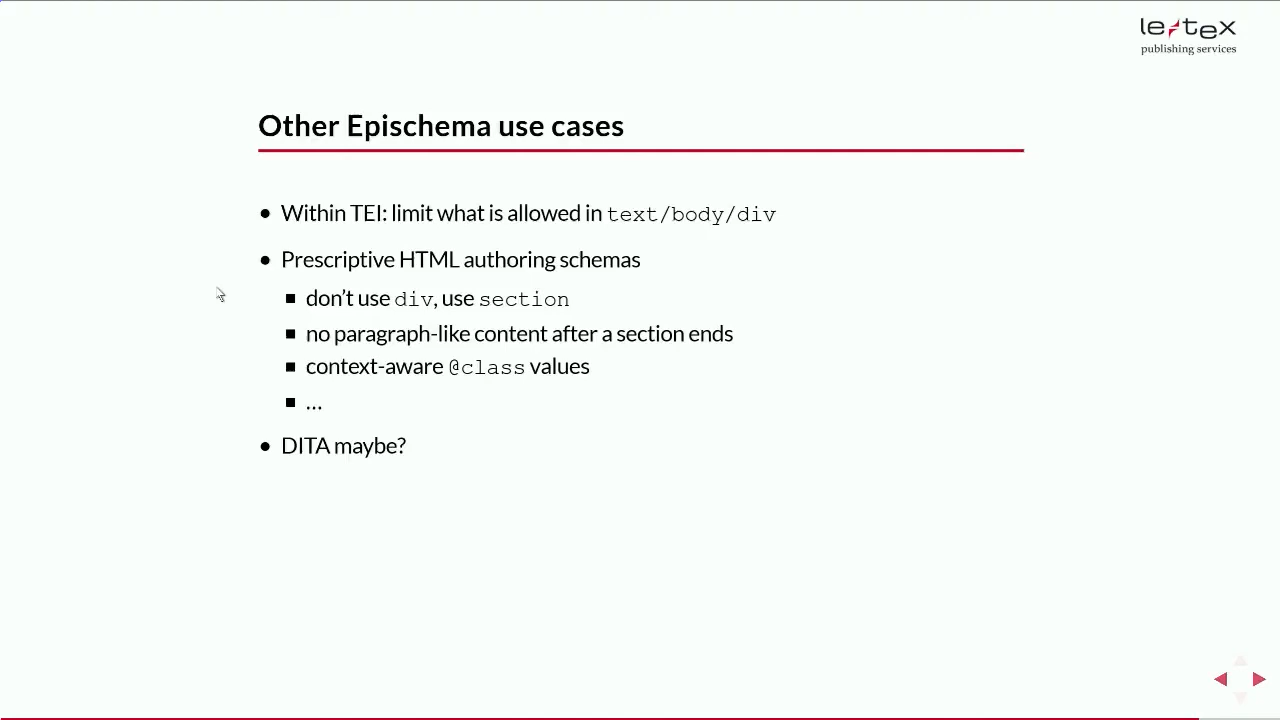 le-tex
publishing services
Other Epischema use cases
• Within TEI: limit what is allowed in text/body/div
• Prescriptive HTML authoring schemas
▪ don’t use div, use section
▪ no paragraph-like content after a section ends
▪ context-aware @class values
▪ …
• DITA maybe?